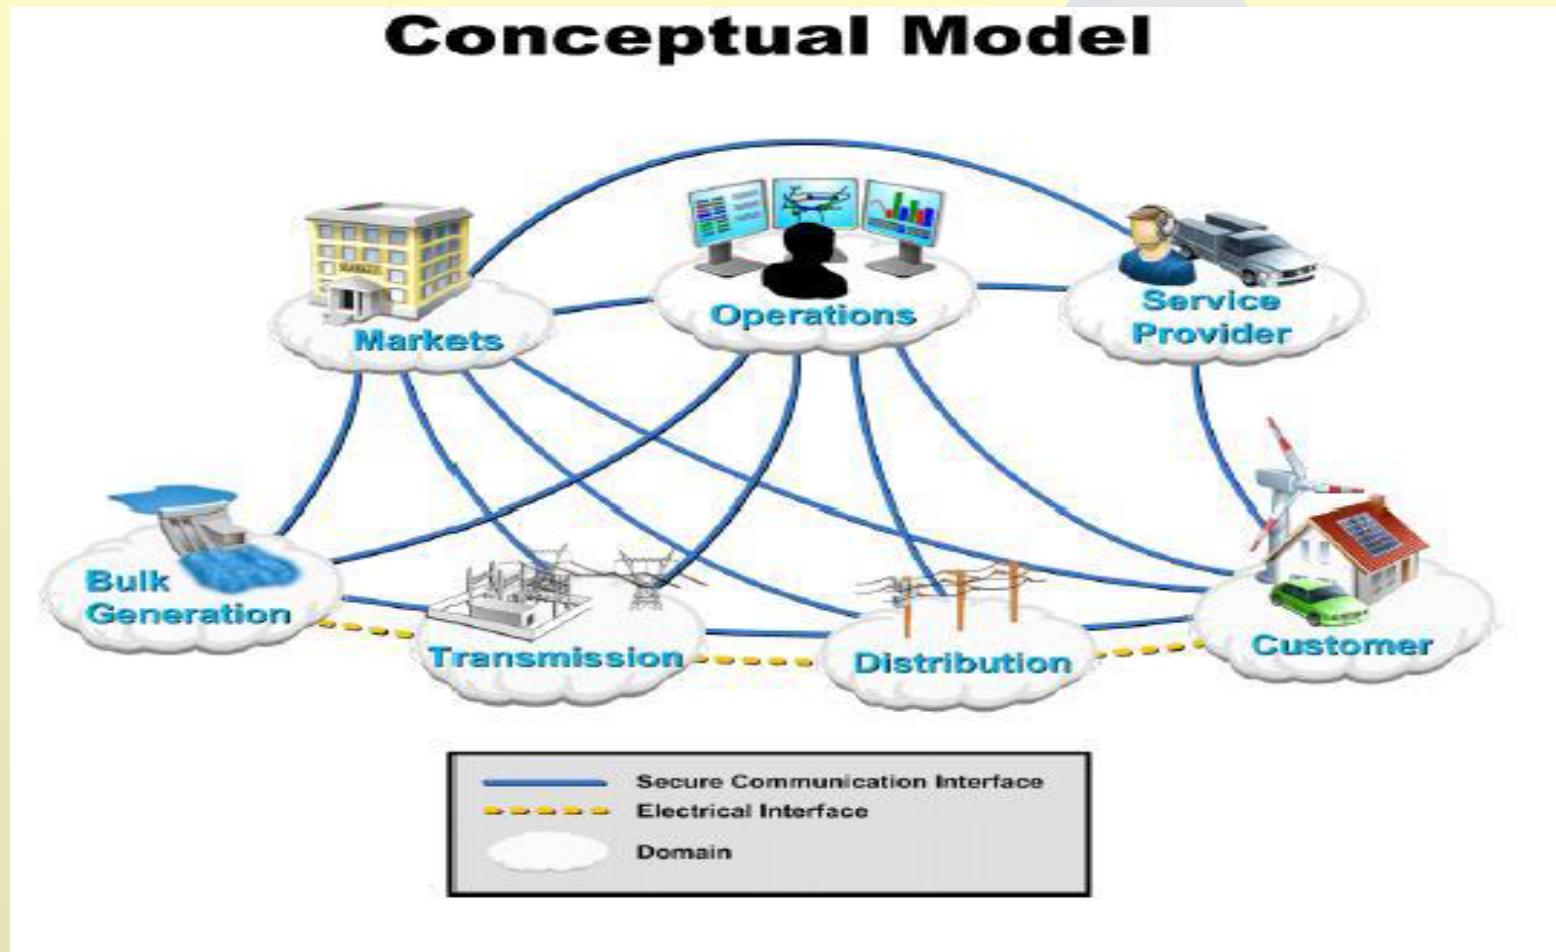 Conceptual Model
Operations
Service
Provider
Markets
Bulk
Generation
Transmission
Distribution
Customer
Secure Communication Interface
Electrical Interface
Domain